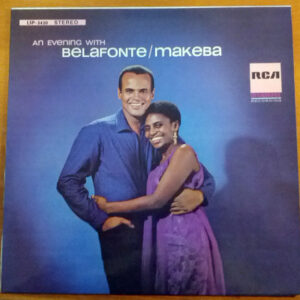 LSP-3420 STEREO
An Evening with
Belafonte/Makeba
RCA